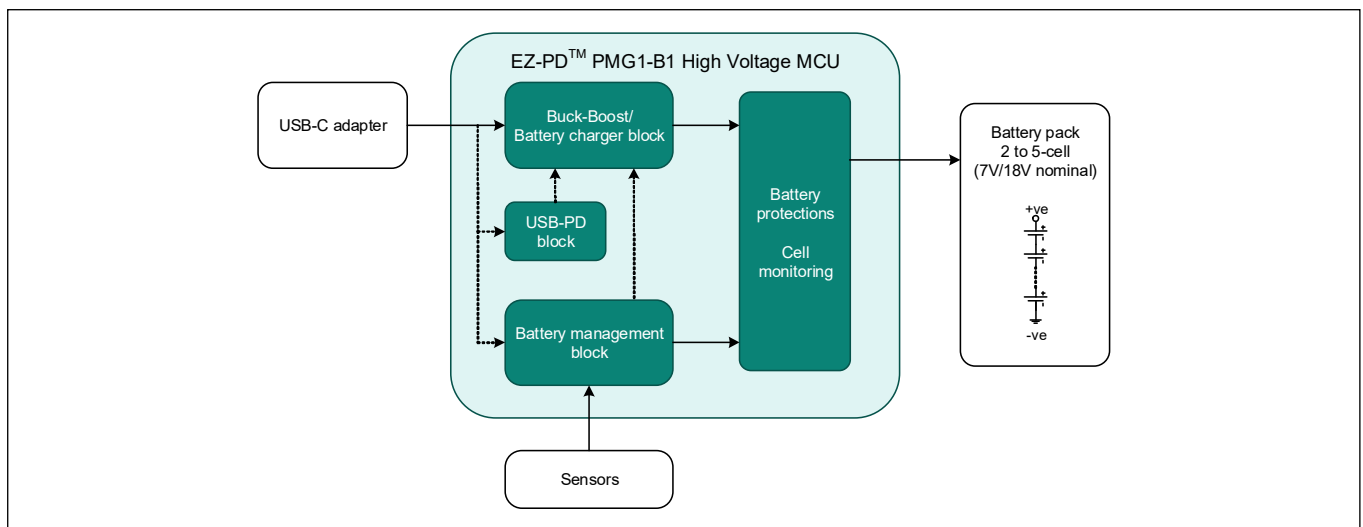 EZ-PD™ PMG1-B1 High Voltage MCU
USB-C adapter
Buck-Boost/
Battery charger block
USB-PD
block
Battery management
block
Battery
protections
Cell
monitoring
Battery pack
2 to 5-cell
(7V/18V nominal)
+ve
-ve
Sensors